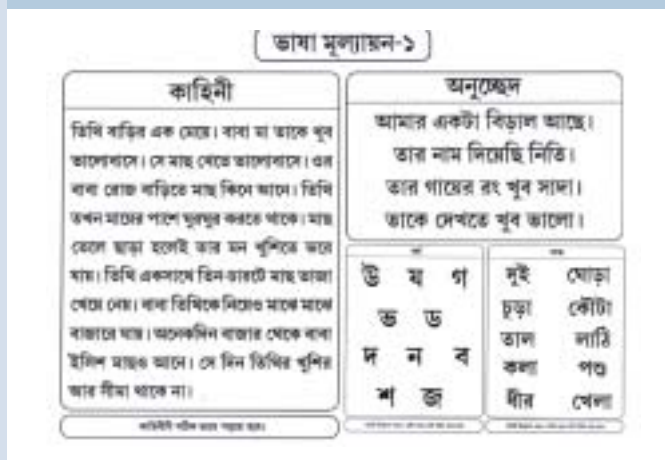 ভাষা মূল্যায়ন-১
কাহিনী
তিথি বাড়ির এক মেয়ে। বাবা মা তাকে খুব
ভালোবাসে। সে মাছ খেতে ভালোবাসে। ওর
বাবা রোজ বাড়িতে মাছ কিনে আনে। তিথি
তখন মায়ের পাশে ঘুরঘুর করতে থাকে। মাছ
তেলে ছাড়া হলেই তার মন খুশিতে ভরে
যায়। তিথি একসাথে তিন-চারটে মাছ ভাজা
খেয়ে নেয়। বাবা তিথিকে নিয়েও মাঝে মাঝে
বাজারে যায়। অনেকদিন বাজার থেকে বাবা
ইলিশ মাছও আনে। সে দিন তিথির খুশির
আর সীমা থাকে না।
অনুচ্ছেদ
আমার একটা বিড়াল আছে।
তার নাম দিয়েছি নিতি।
তার গায়ের রং খুব সাদা।
তাকে দেখতে খুব ভালো।
উ য গ
ভ ড
দ ন ব
শ জ
দুই ঘোড়া
চূড়া কৌটা
তাল লাঠি
কলা পশু
ধীর খেলা